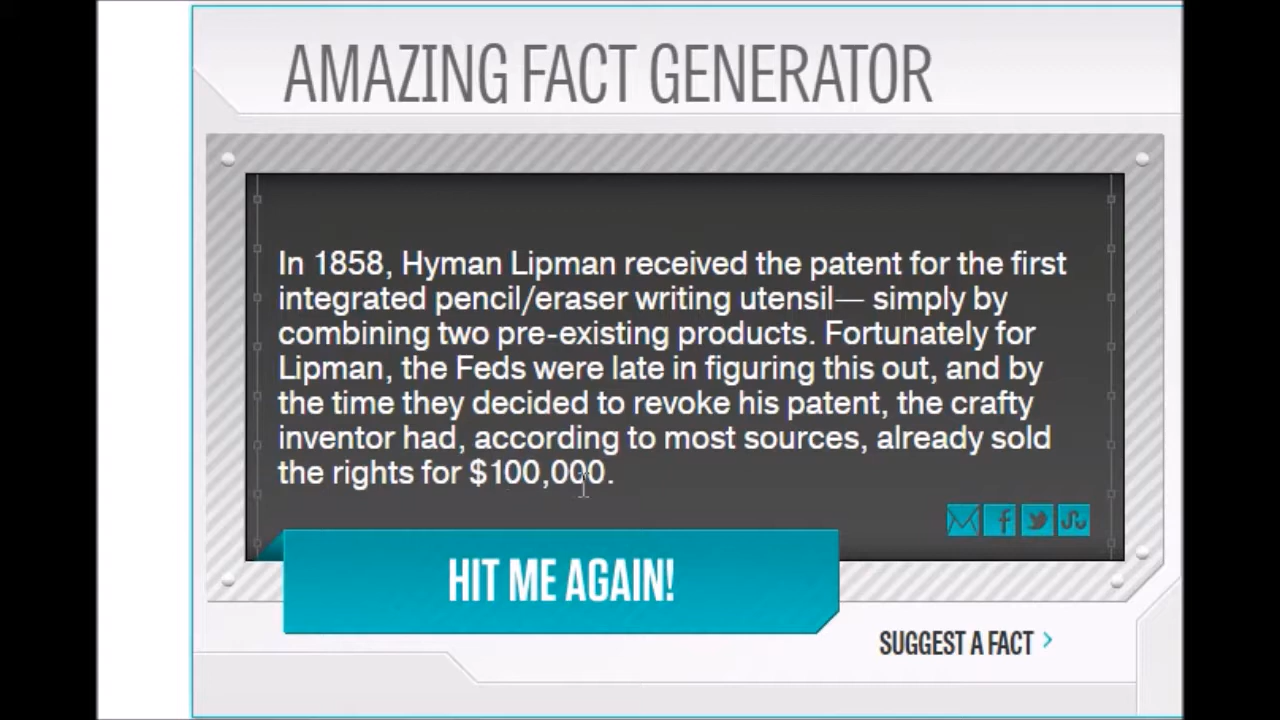 AMAZING FACT GENERATOR
In 1858, Hyman Lipman received the patent for the first
integrated pencil/eraser writing utensil— simply by
combining two pre-existing products. Fortunately for
Lipman, the Feds were late in figuring this out, and by
the time they decided to revoke his patent, the crafty
inventor had, according to most sources, already sold
the rights for $100,000.
HIT ME AGAIN!
SUGGEST A FACT >